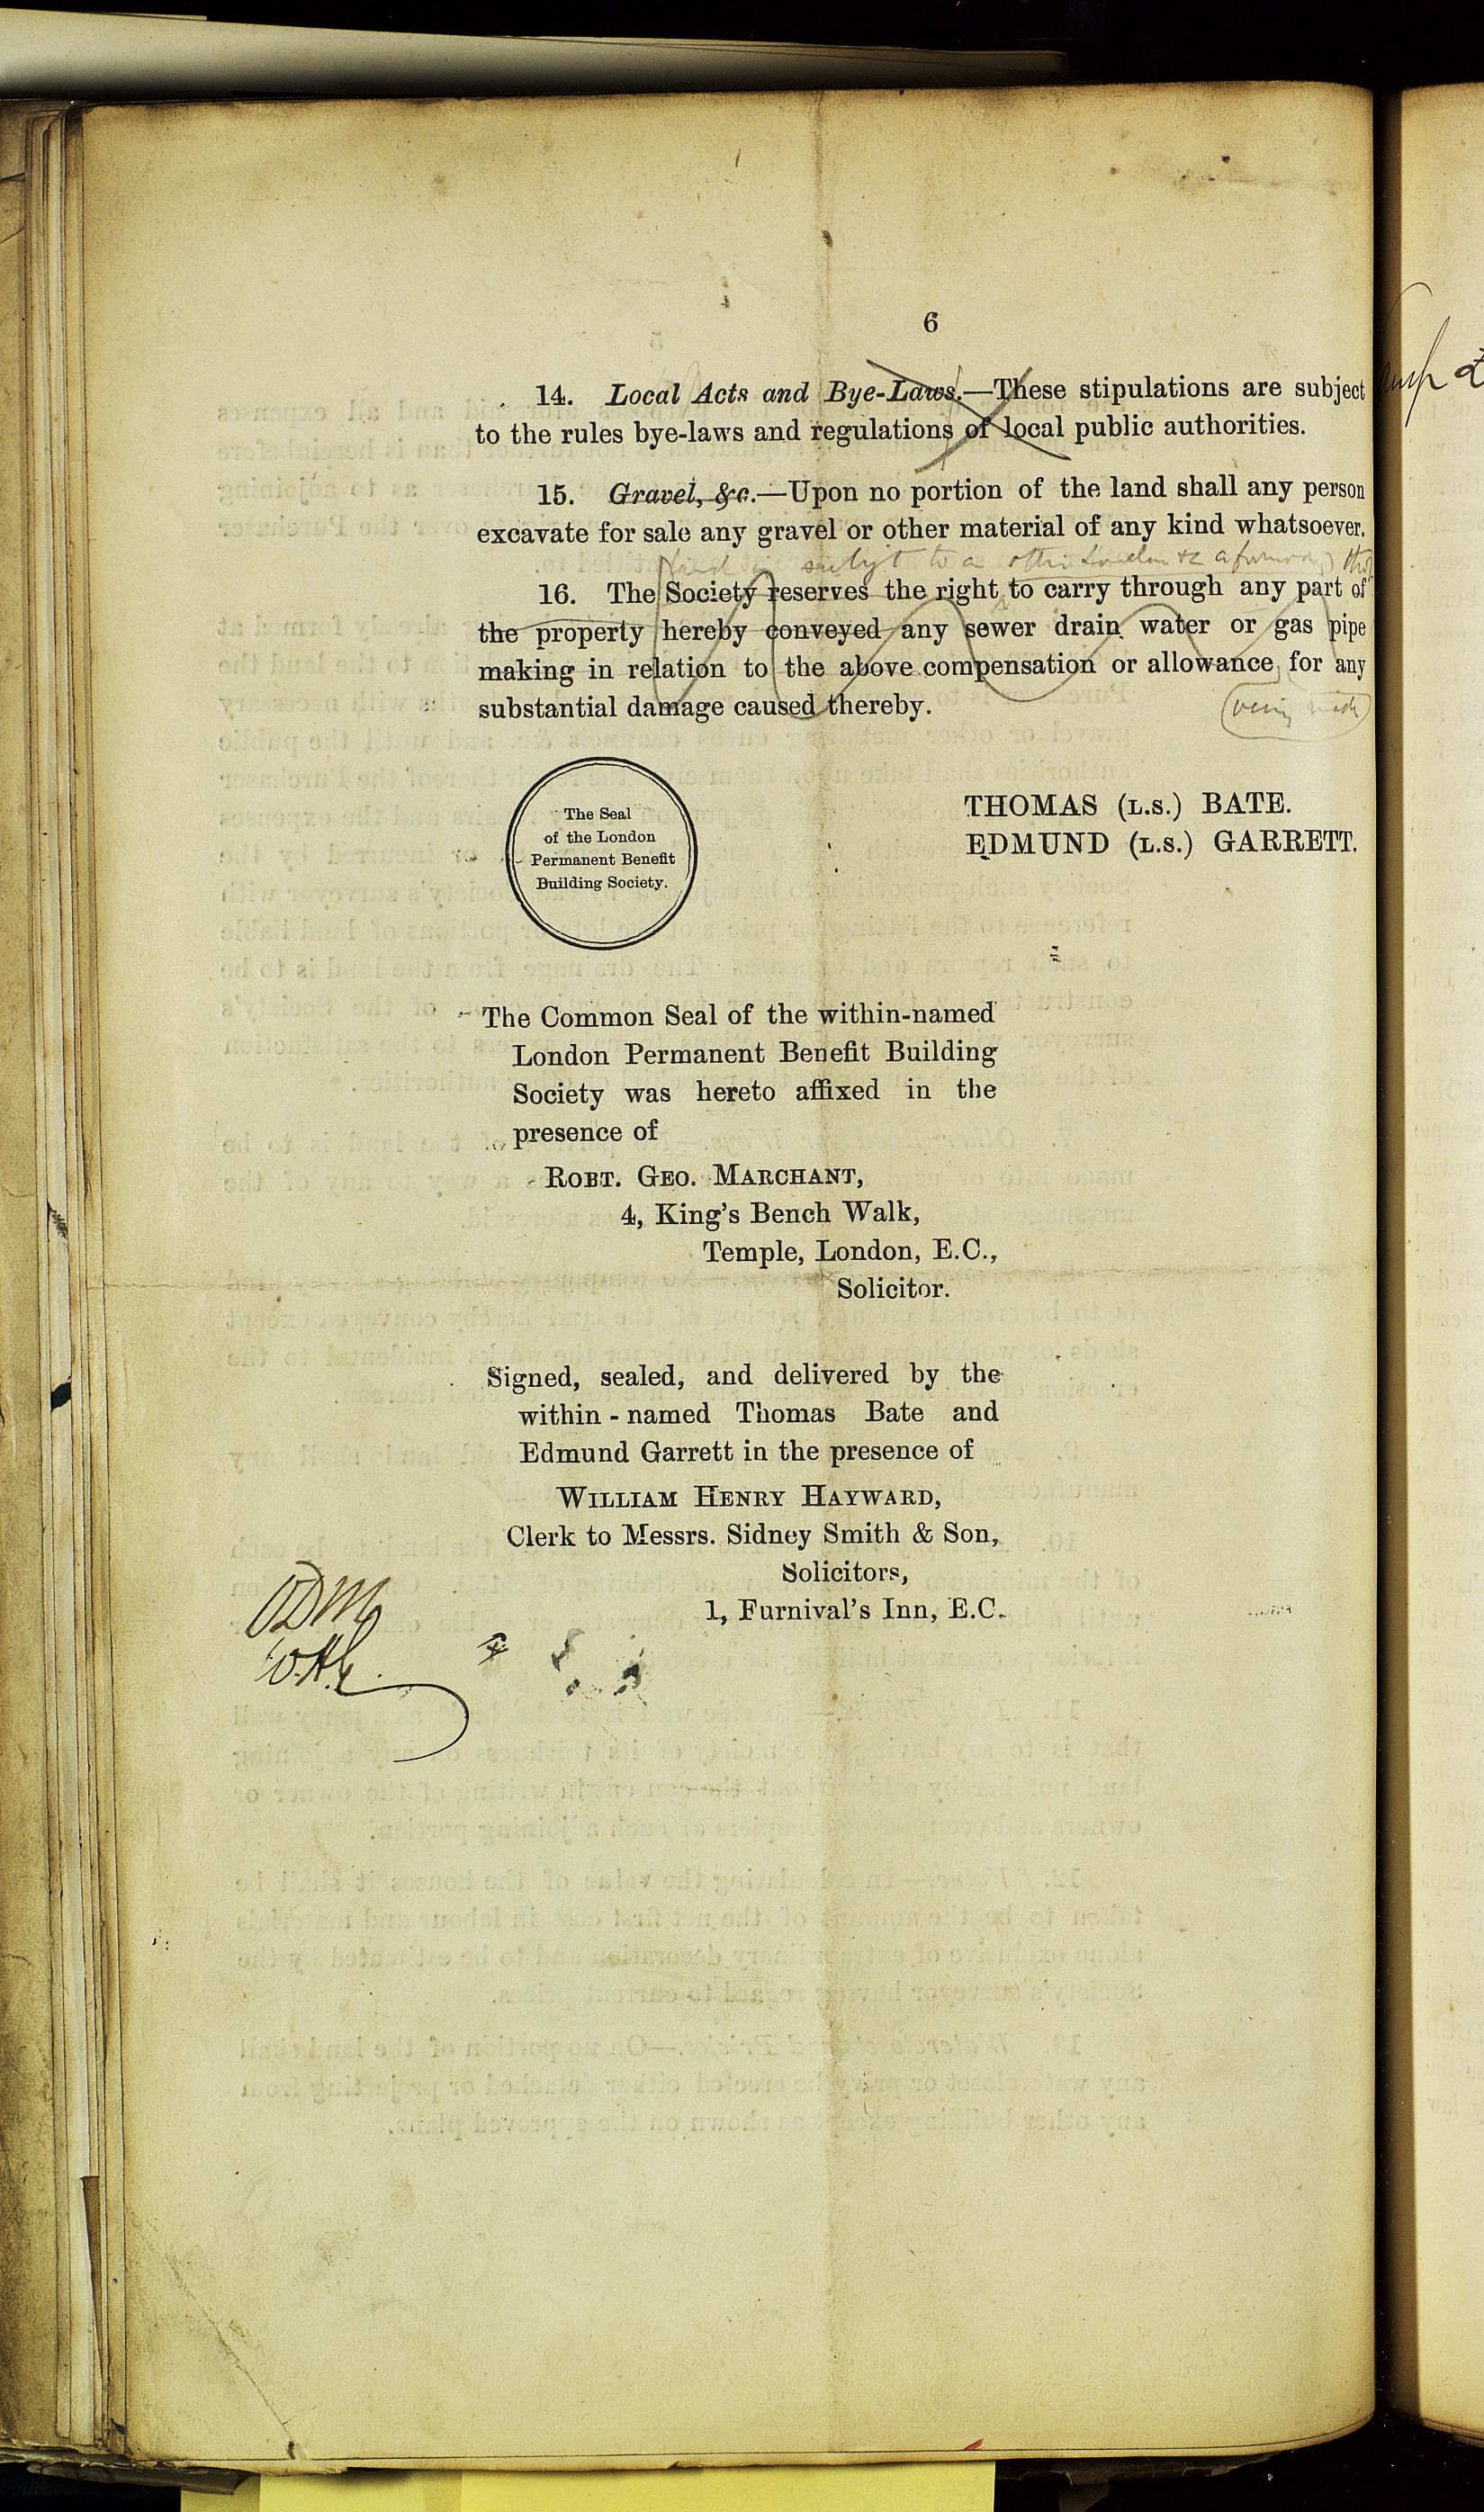 6
14. Local Acts and Bye-Laws.—These stipulations are subject
to the rules bye-laws and regulations of local public authorities.
15. Gravel, &c.—Upon no portion of the land shall any person
excavate for sale any gravel or other material of any kind whatsoever.
subject to a
16. The Society reserves the right to carry through any part of
the property hereby conveyed any sewer drain water or gas pipe
making in relation to the above compensation or allowance for any
substantial damage caused thereby.
(being made)
The Seal
of the London
Permanent Benefit
Building Society.
THOMAS (L.S.) BATE.
EDMUND (L.S.) GARRETT.
The Common Seal of the within-named
London Permanent Benefit Building
Society was hereto affixed in the
presence of
ROBT. GEO. MARCHANT,
4, King's Bench Walk,
Temple, London, E.C.,
Solicitor.
Signed, sealed, and delivered by the
within-named Thomas Bate and
Edmund Garrett in the presence of
WILLIAM HENRY HAYWARD,
Clerk to Messrs. Sidney Smith & Son,
Solicitors,
1, Furnival's Inn, E.C.